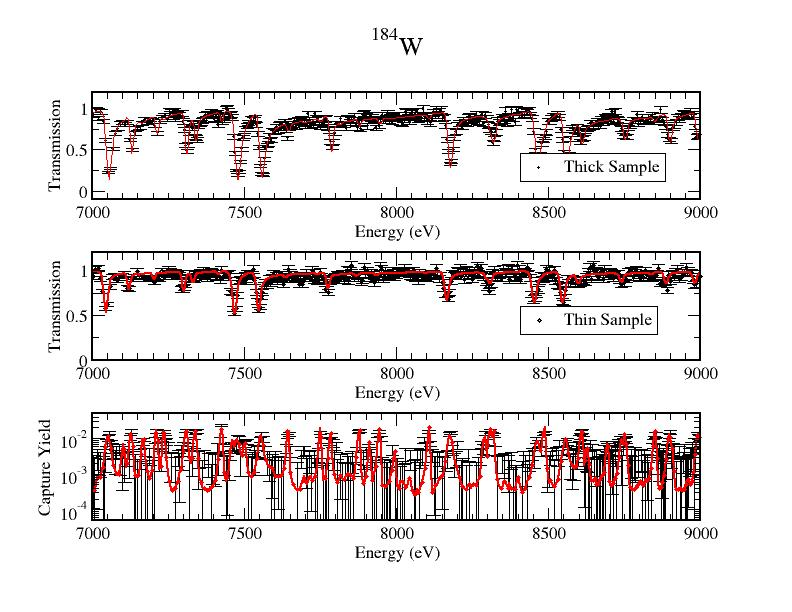 ¹⁸⁴W
Transmission
1
0.5
0
Thick Sample
7000 7500 8000 8500 9000
Energy (eV)
Transmission
1
0.5
0
Thin Sample
7000 7500 8000 8500 9000
Energy (eV)
Capture Yield
10⁻²
10⁻³
10⁻⁴
7000 7500 8000 8500 9000
Energy (eV)